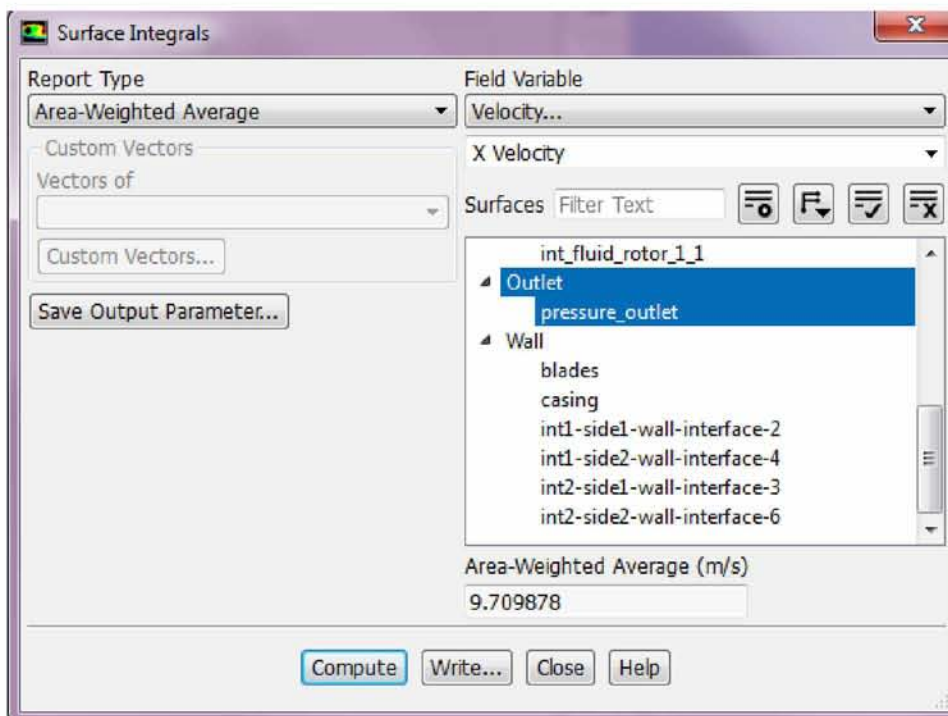 Surface Integrals
Report Type
Area-Weighted Average
Custom Vectors
Vectors of
Custom Vectors...
Save Output Parameter...
Field Variable
Velocity...
X Velocity
Surfaces Filter Text
int_fluid_rotor_1_1
Outlet
pressure_outlet
Wall
blades
casing
int1-side1-wall-interface-2
int1-side2-wall-interface-4
int2-side1-wall-interface-3
int2-side2-wall-interface-6
Area-Weighted Average (m/s)
9.709878
Compute Write... Close Help